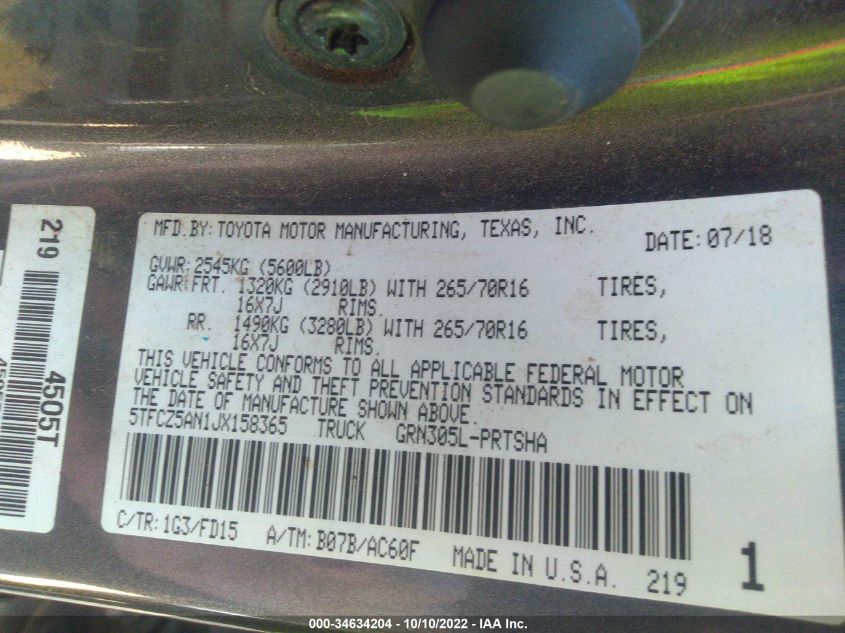 MFD.BY:TOYOTA MOTOR MANUFACTURING, TEXAS, INC. DATE:07/18
GVWR:2545KG (5600LB)
GAWR:FRT. 1320KG (2910LB) WITH 265/70R16 TIRES,
16X7J RIMS.
RR. 1490KG (3280LB) WITH 265/70R16 TIRES,
16X7J RIMS.
THIS VEHICLE CONFORMS TO ALL APPLICABLE FEDERAL MOTOR
VEHICLE SAFETY AND THEFT PREVENTION STANDARDS IN EFFECT ON
THE DATE OF MANUFACTURE SHOWN ABOVE.
5TFCZ5AN1JX158365 TRUCK GRN305L-PRTSHA
C/TR:1G3/FD15 A/TM:B07B/AC60F MADE IN U.S.A. 219 1
219 4505T
000-34634204 - 10/10/2022 - IAA Inc.